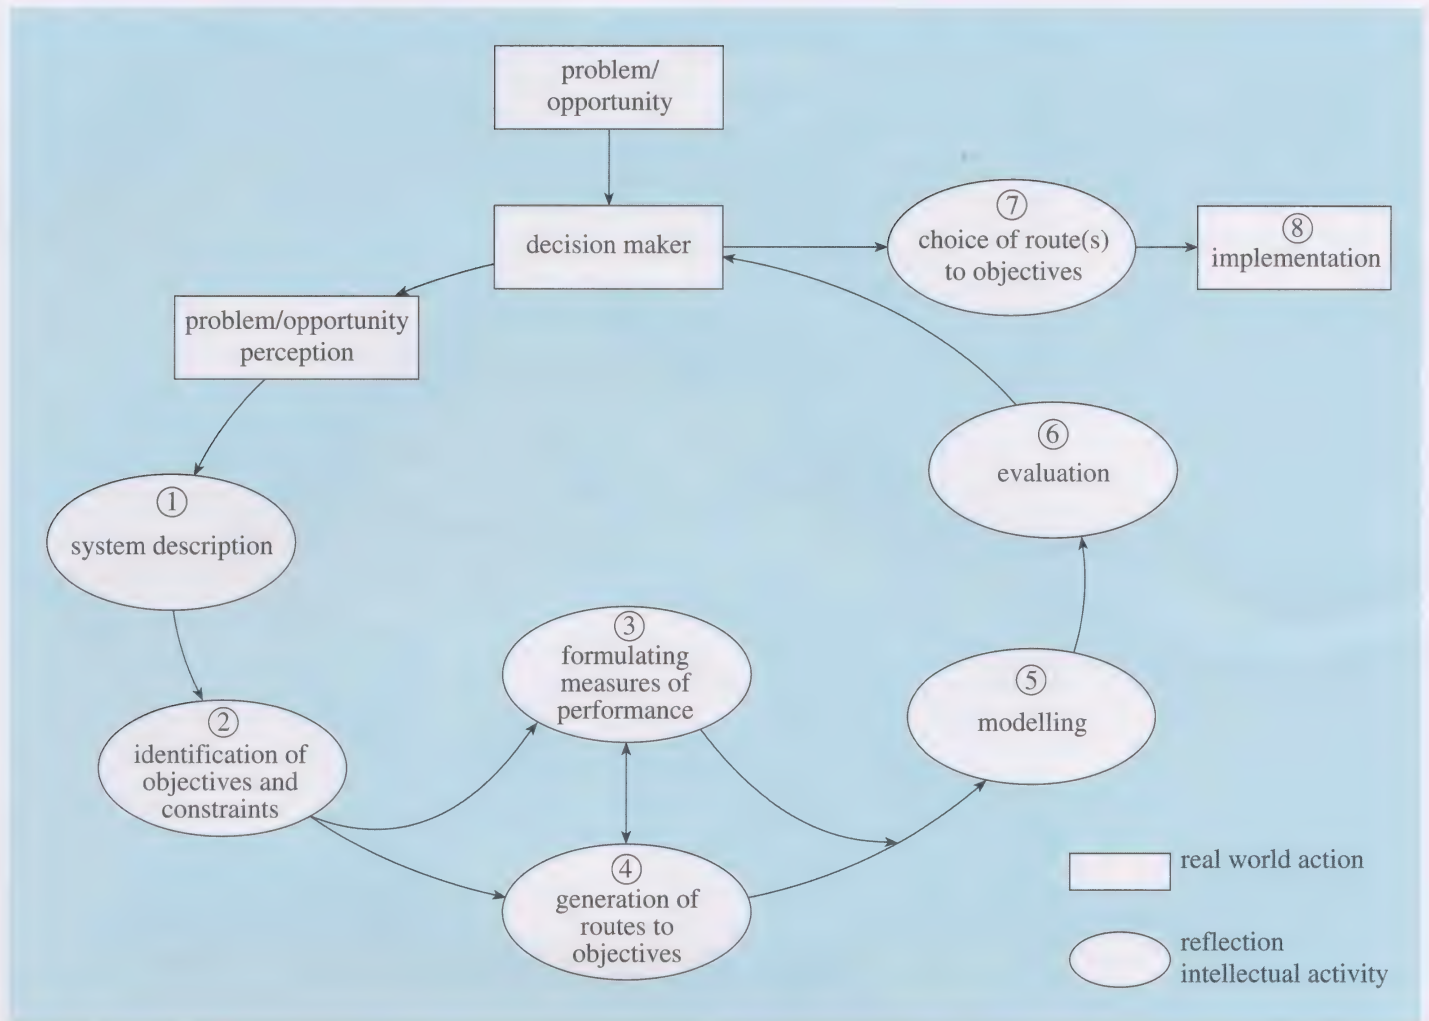 problem/
opportunity
decision maker
⑦
choice of route(s)
to objectives
⑧
implementation
problem/opportunity
perception
⑥
evaluation
①
system description
③
formulating
measures of
performance
⑤
modelling
②
identification of
objectives and
constraints
④
generation of
routes to
objectives
real world action
reflection
intellectual activity